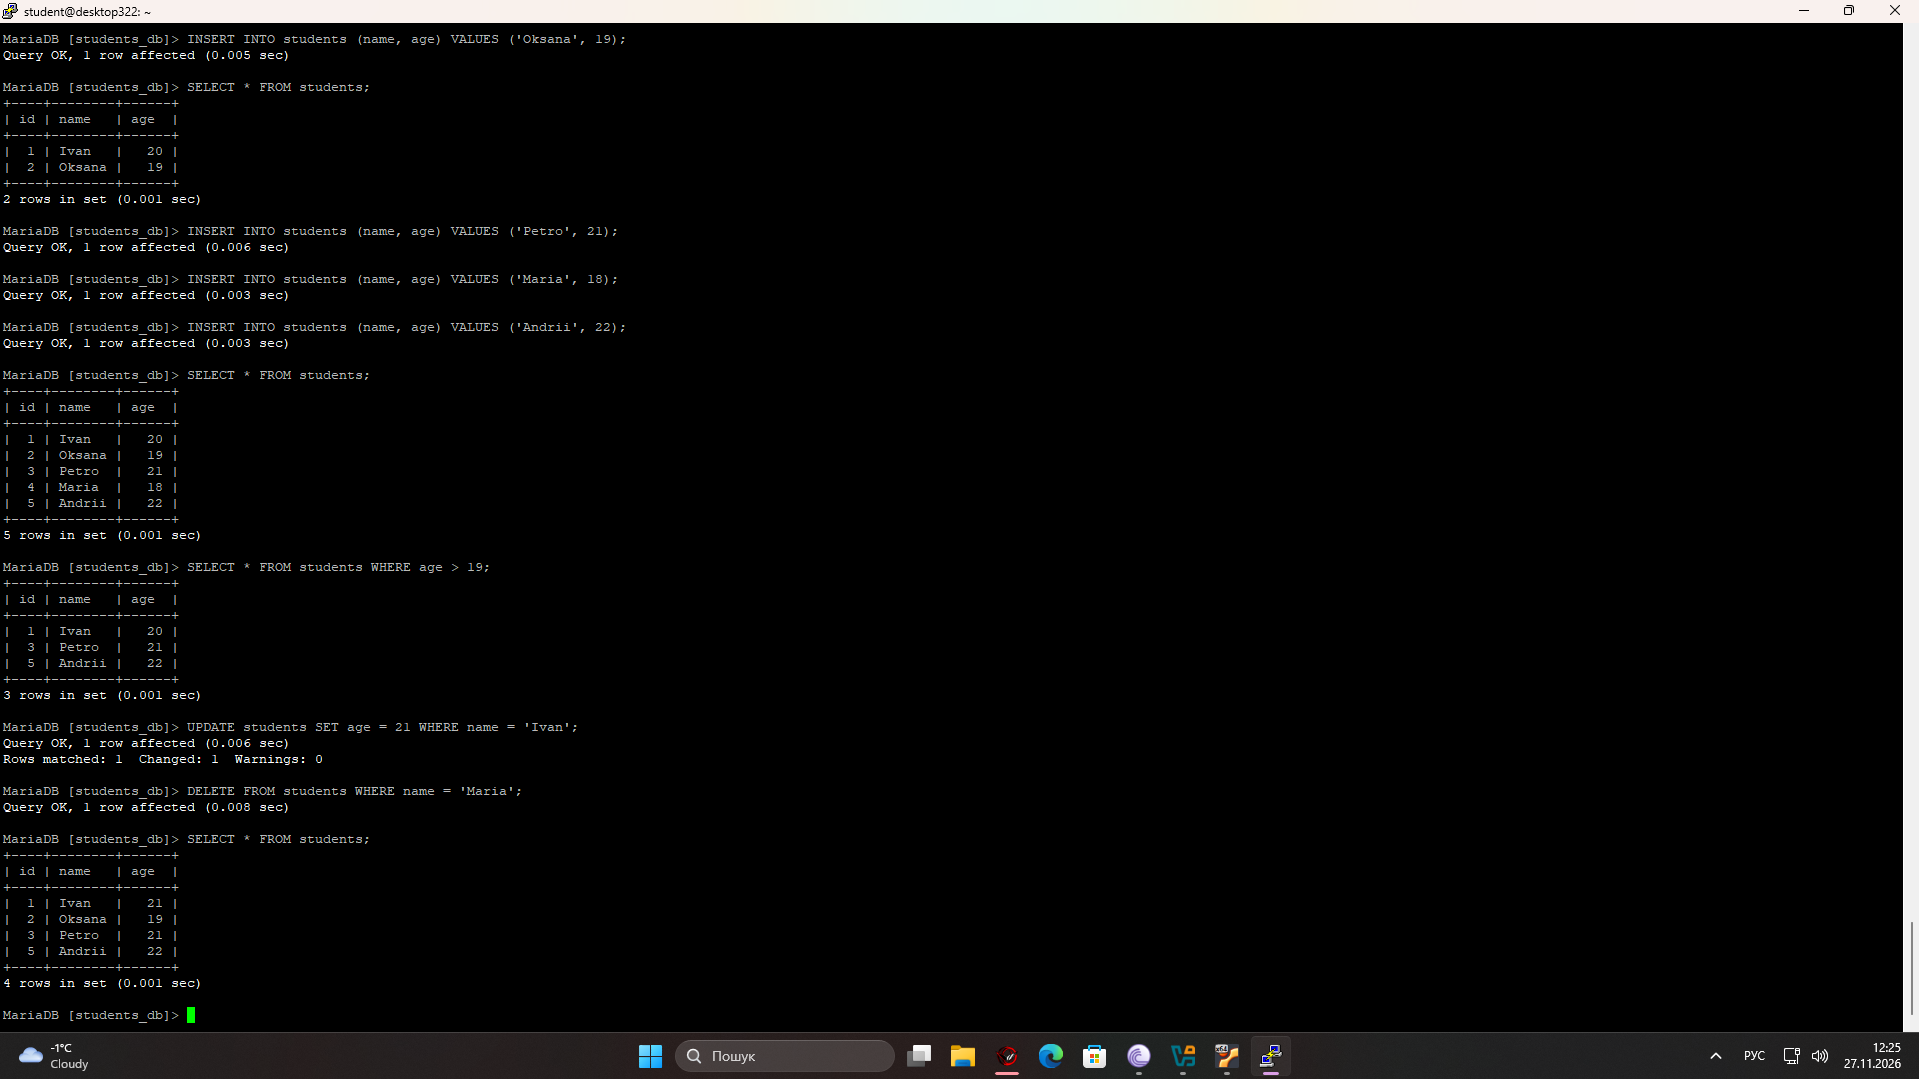 student@desktop322: ~
MariaDB [students_db]> INSERT INTO students (name, age) VALUES ('Oksana', 19);
Query OK, 1 row affected (0.005 sec)
MariaDB [students_db]> SELECT * FROM students;
+----+--------+------+
| id | name   | age  |
+----+--------+------+
|  1 | Ivan   |   20 |
|  2 | Oksana |   19 |
+----+--------+------+
2 rows in set (0.001 sec)
MariaDB [students_db]> INSERT INTO students (name, age) VALUES ('Petro', 21);
Query OK, 1 row affected (0.006 sec)
MariaDB [students_db]> INSERT INTO students (name, age) VALUES ('Maria', 18);
Query OK, 1 row affected (0.003 sec)
MariaDB [students_db]> INSERT INTO students (name, age) VALUES ('Andrii', 22);
Query OK, 1 row affected (0.003 sec)
MariaDB [students_db]> SELECT * FROM students;
+----+--------+------+
| id | name   | age  |
+----+--------+------+
|  1 | Ivan   |   20 |
|  2 | Oksana |   19 |
|  3 | Petro  |   21 |
|  4 | Maria  |   18 |
|  5 | Andrii |   22 |
+----+--------+------+
5 rows in set (0.001 sec)
MariaDB [students_db]> SELECT * FROM students WHERE age > 19;
+----+--------+------+
| id | name   | age  |
+----+--------+------+
|  1 | Ivan   |   20 |
|  3 | Petro  |   21 |
|  5 | Andrii |   22 |
+----+--------+------+
3 rows in set (0.001 sec)
MariaDB [students_db]> UPDATE students SET age = 21 WHERE name = 'Ivan';
Query OK, 1 row affected (0.006 sec)
Rows matched: 1  Changed: 1  Warnings: 0
MariaDB [students_db]> DELETE FROM students WHERE name = 'Maria';
Query OK, 1 row affected (0.008 sec)
MariaDB [students_db]> SELECT * FROM students;
+----+--------+------+
| id | name   | age  |
+----+--------+------+
|  1 | Ivan   |   21 |
|  2 | Oksana |   19 |
|  3 | Petro  |   21 |
|  5 | Andrii |   22 |
+----+--------+------+
4 rows in set (0.001 sec)
MariaDB [students_db]>
-1°C
Cloudy
Пошук
x64
РУС
12:25
27.11.2026